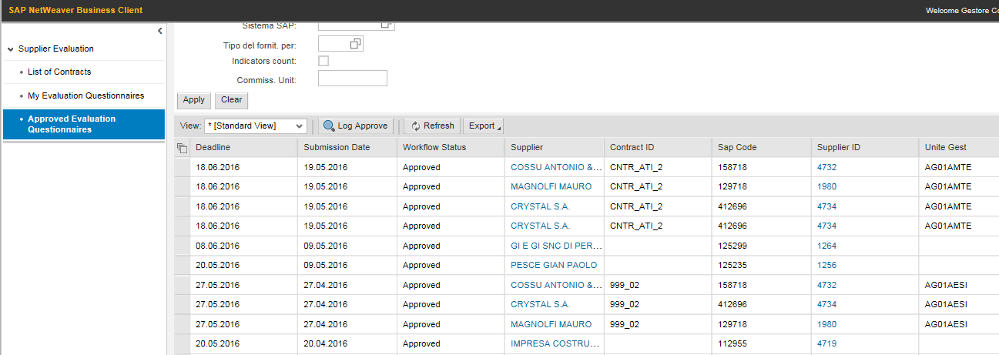 SAP NetWeaver Business Client
Welcome Gestore Co
Supplier Evaluation
List of Contracts
My Evaluation Questionnaires
Approved Evaluation
Questionnaires
Sistema SAP:
Tipo del fornit. per:
Indicators count:
Commiss. Unit:
Apply Clear
View: * [Standard View] Log Approve Refresh Export
Deadline Submission Date Workflow Status Supplier Contract ID Sap Code Supplier ID Unite Gest
18.06.2016 19.05.2016 Approved COSSU ANTONIO &... CNTR_ATI_2 158718 4732 AG01AMTE
18.06.2016 19.05.2016 Approved MAGNOLFI MAURO CNTR_ATI_2 129718 1980 AG01AMTE
18.06.2016 19.05.2016 Approved CRYSTAL S.A. CNTR_ATI_2 412696 4734 AG01AMTE
18.06.2016 19.05.2016 Approved CRYSTAL S.A. CNTR_ATI_2 412696 4734 AG01AMTE
08.06.2016 09.05.2016 Approved GI E GI SNC DI PER... 125299 1264
20.05.2016 09.05.2016 Approved PESCE GIAN PAOLO 125235 1256
27.05.2016 27.04.2016 Approved COSSU ANTONIO &... 999_02 158718 4732 AG01AESI
27.05.2016 27.04.2016 Approved CRYSTAL S.A. 999_02 412696 4734 AG01AESI
27.05.2016 27.04.2016 Approved MAGNOLFI MAURO 999_02 129718 1980 AG01AESI
20.05.2016 20.04.2016 Approved IMPRESA COSTRU... 112955 4719